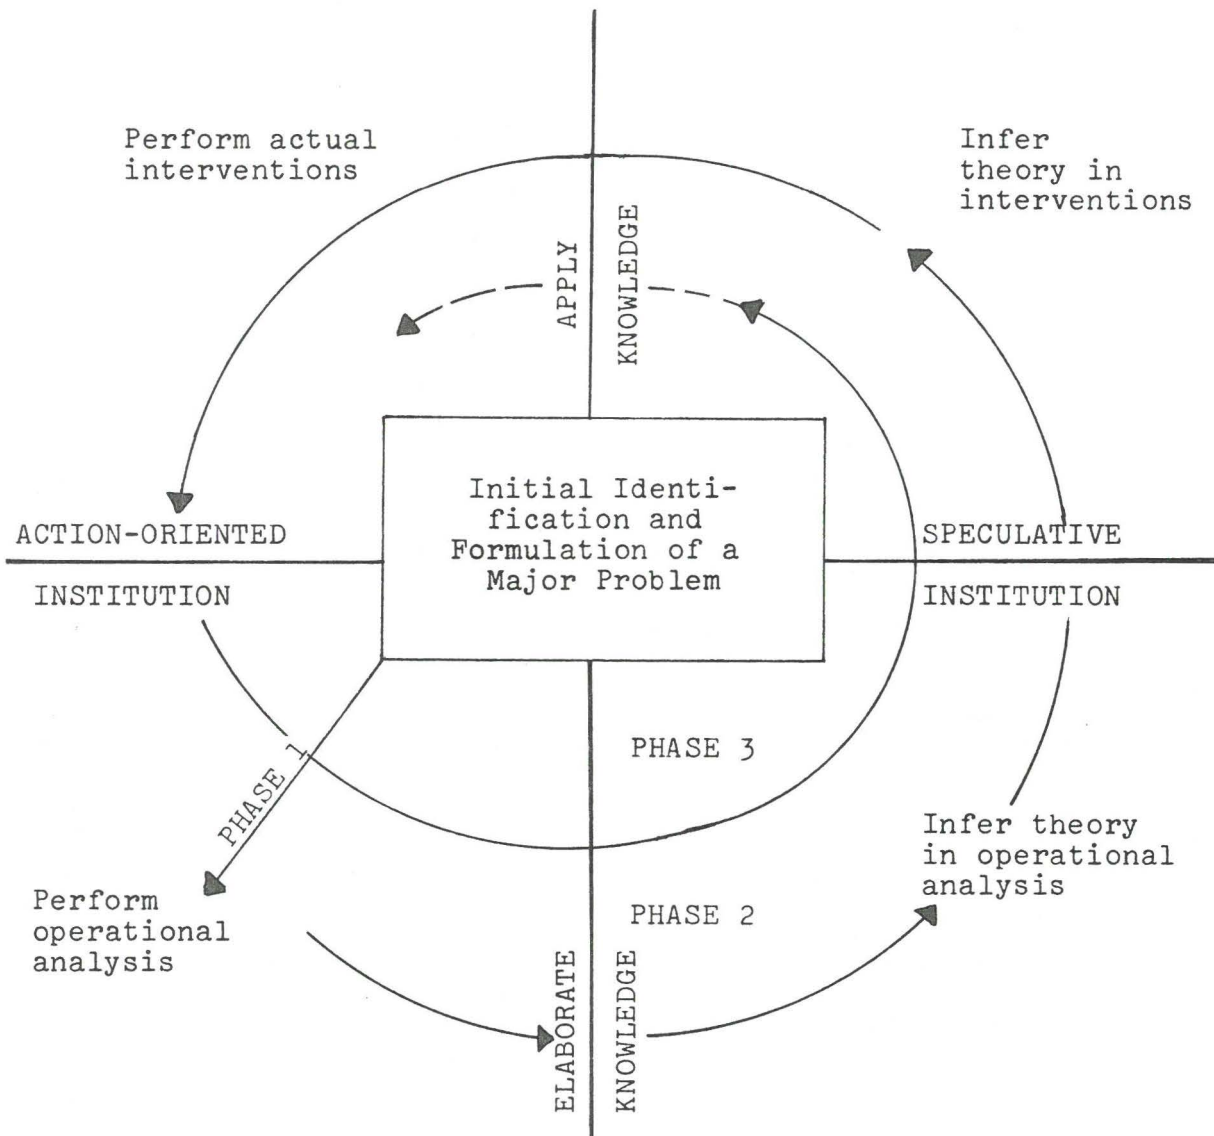 Perform actual
interventions
Infer
theory in
interventions
APPLY
KNOWLEDGE
Initial Identi-
fication and
Formulation of a
Major Problem
ACTION-ORIENTED
INSTITUTION
SPECULATIVE
INSTITUTION
PHASE 1
PHASE 3
Infer theory
in operational
analysis
Perform
operational
analysis
PHASE 2
ELABORATE
KNOWLEDGE